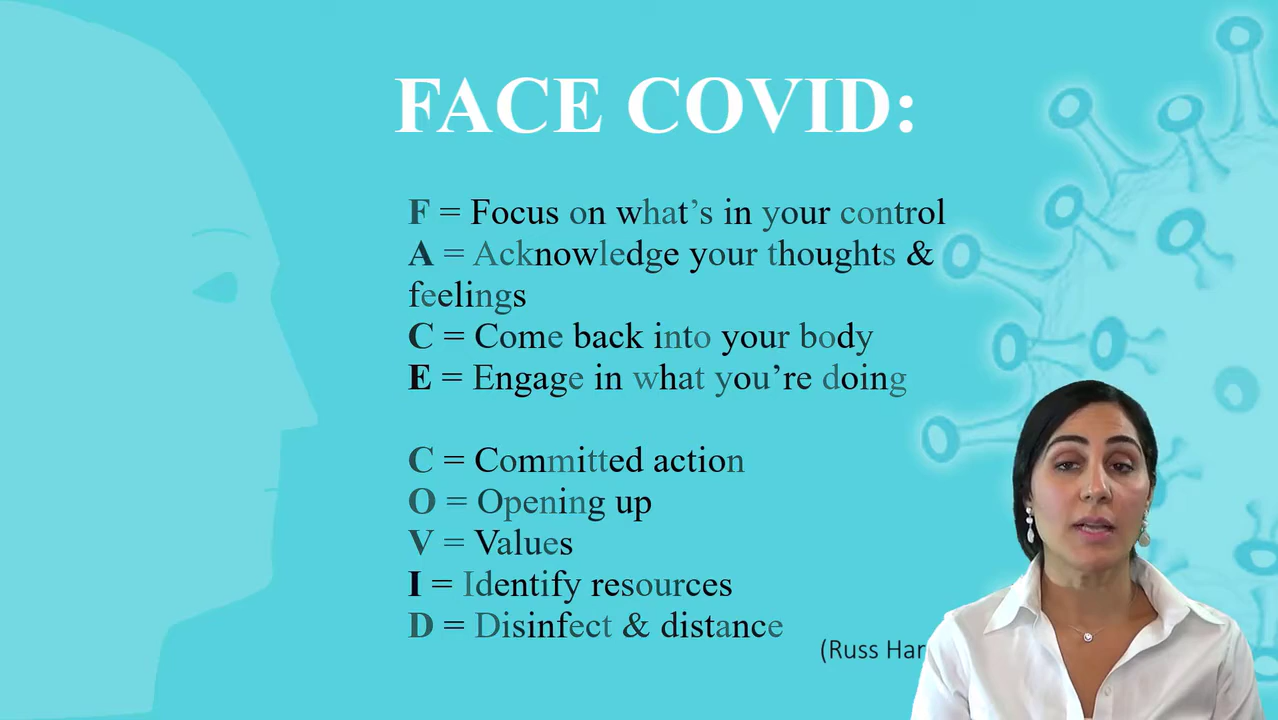 FACE COVID:
F = Focus on what’s in your control
A = Acknowledge your thoughts &
feelings
C = Come back into your body
E = Engage in what you’re doing
C = Committed action
O = Opening up
V = Values
I = Identify resources
D = Disinfect & distance
(Russ